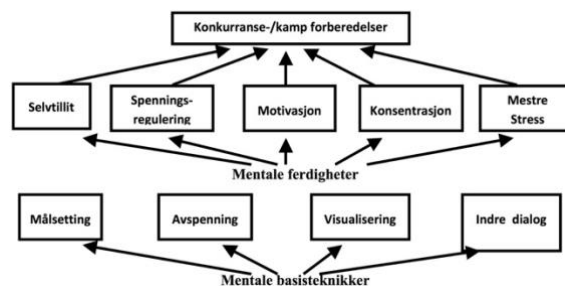 Konkurranse-/kamp forberedelser
Selvtillit
Spennings-
regulering
Motivasjon
Konsentrasjon
Mestre
Stress
Mentale ferdigheter
Målsetting
Avspenning
Visualisering
Indre dialog
Mentale basisteknikker